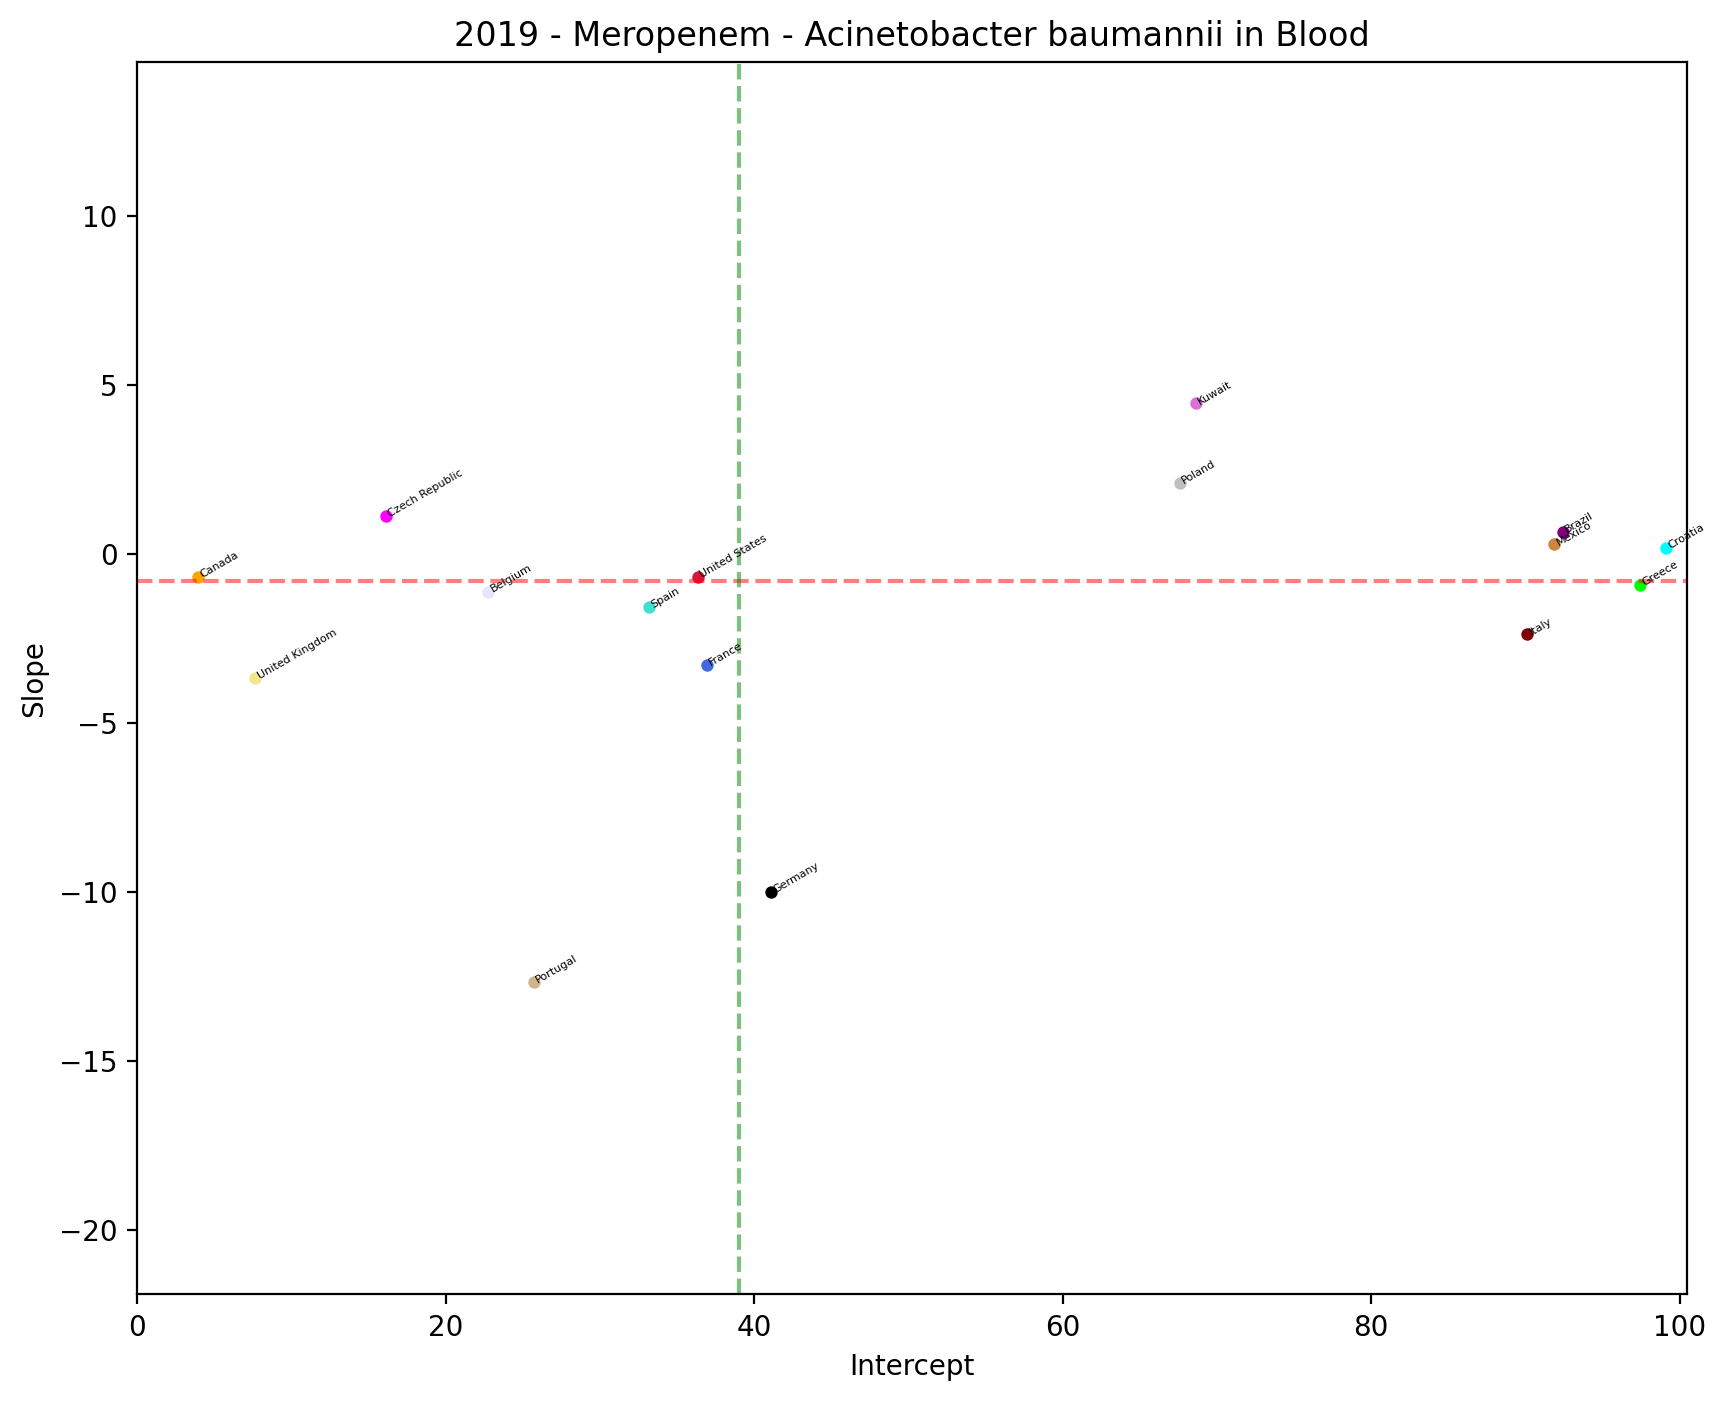 2019 - Meropenem - Acinetobacter baumannii in Blood
10
5
0
−5
−10
−15
−20
Slope
Kuwait
Poland
Czech Republic
Brazil
Mexico
Croatia
Canada
United States
Belgium
Greece
Spain
Italy
France
United Kingdom
Germany
Portugal
0
20
40
60
80
100
Intercept